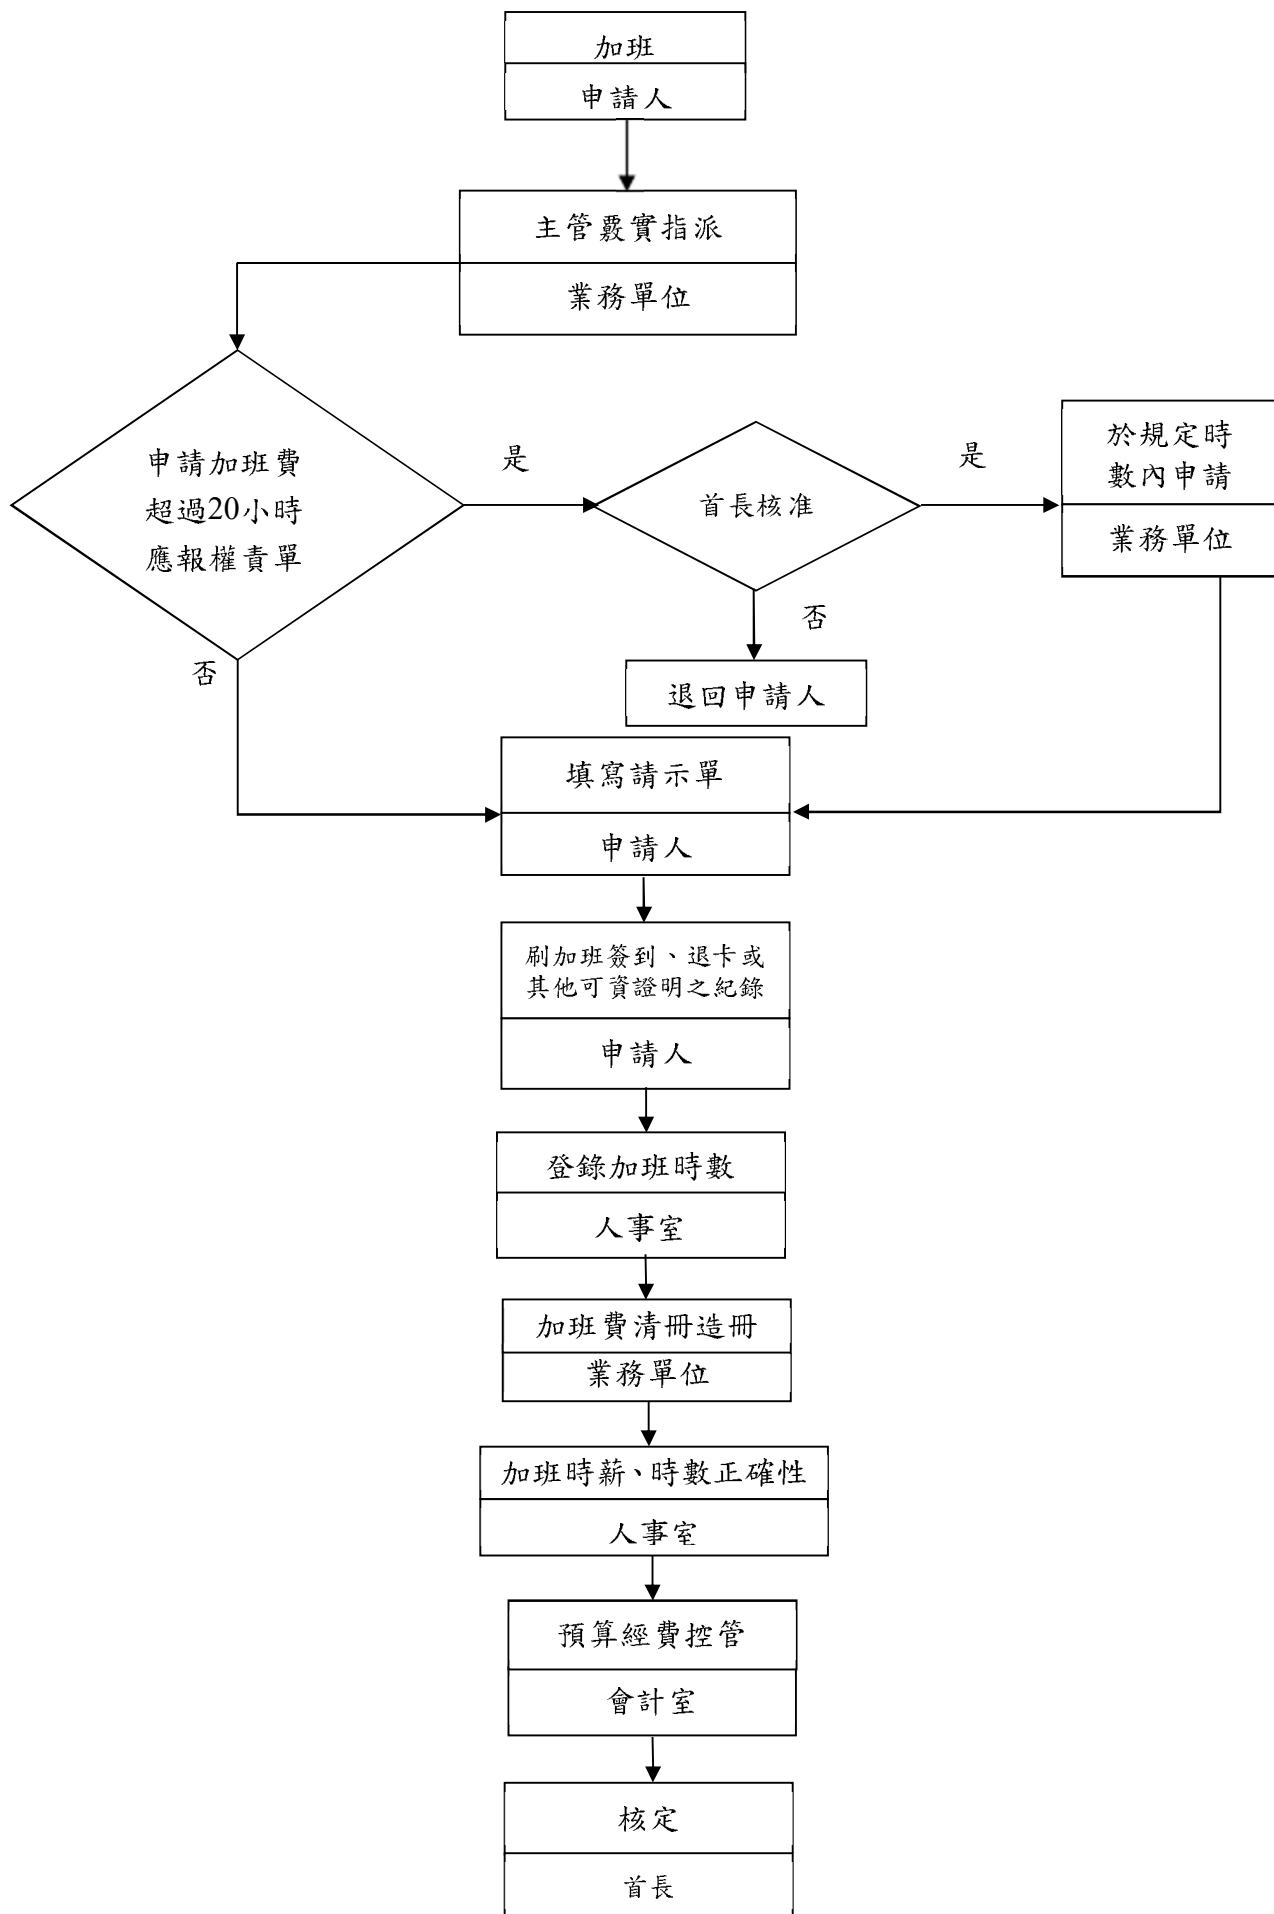 加班
申請人
主管覈實指派
業務單位
申請加班費
超過20小時
應報權責單
是
首長核准
是
於規定時
數內申請
業務單位
否
否
退回申請人
填寫請示單
申請人
刷加班簽到、退卡或
其他可資證明之紀錄
申請人
登錄加班時數
人事室
加班費清冊造冊
業務單位
加班時薪、時數正確性
人事室
預算經費控管
會計室
核定
首長